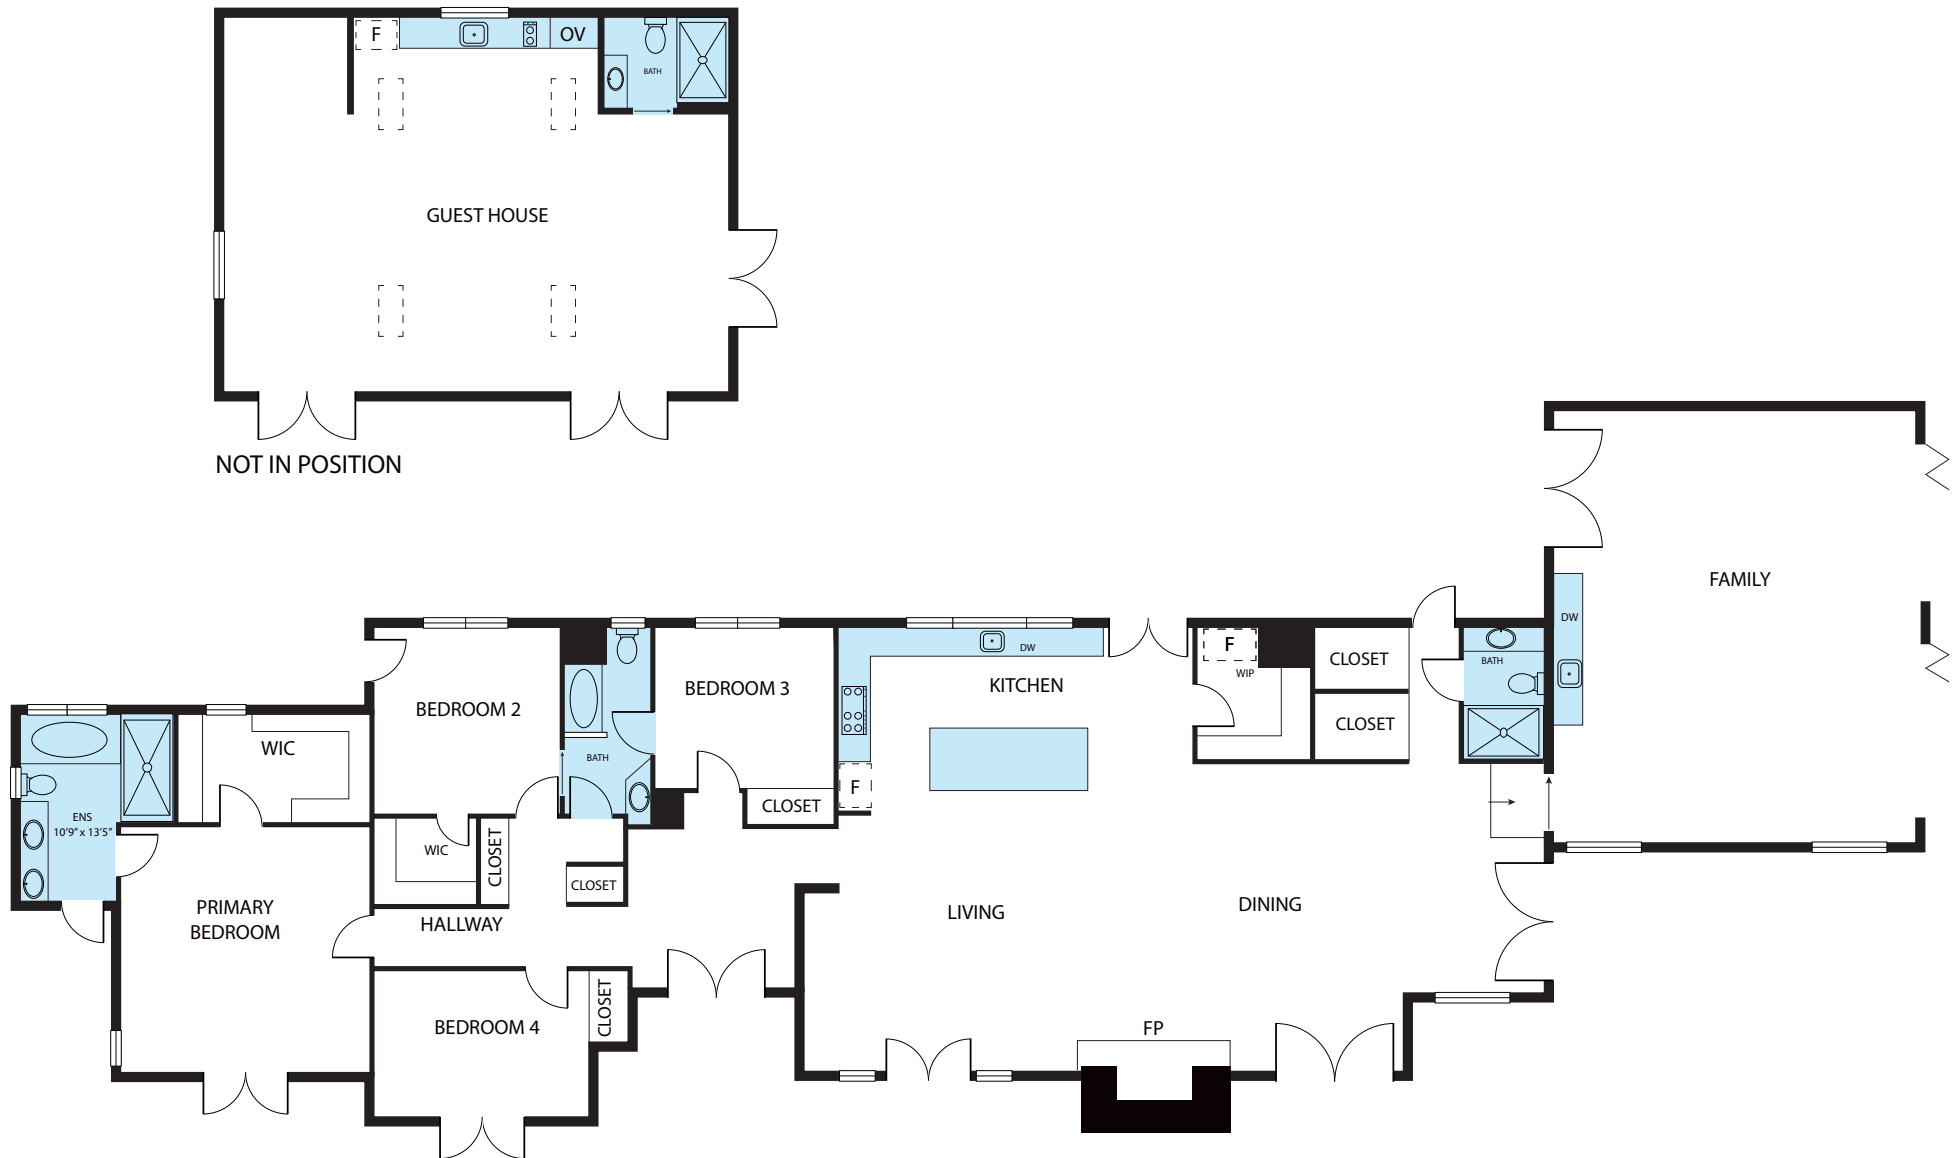 F
OV
BATH
GUEST HOUSE
NOT IN POSITION
FAMILY
DW
F
DW
BATH
CLOSET
WIP
KITCHEN
BEDROOM 3
BEDROOM 2
CLOSET
WIC
BATH
F
CLOSET
ENS
10'9" x 13'5"
WIC
CLOSET
CLOSET
PRIMARY
BEDROOM
HALLWAY
LIVING
DINING
CLOSET
BEDROOM 4
FP